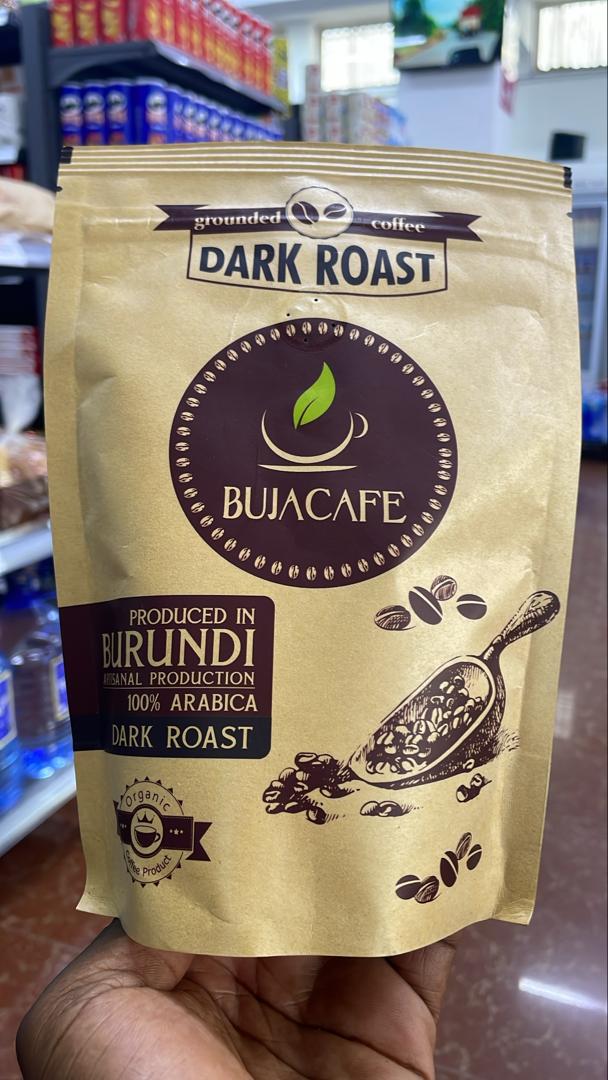 grounded coffee
DARK ROAST
BUJACAFE
PRODUCED IN
BURUNDI
ARTISANAL PRODUCTION
100% ARABICA
DARK ROAST
Organic
Coffee Product